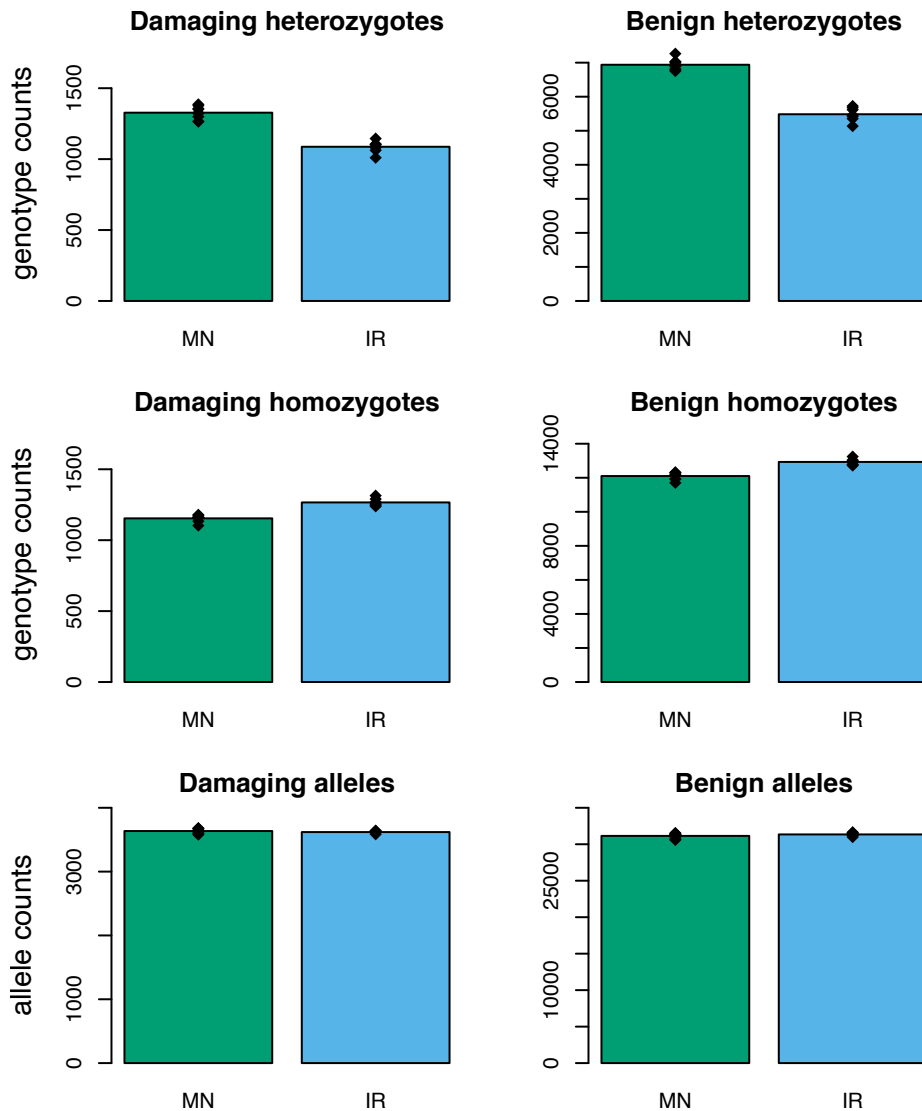 Damaging heterozygotes
genotype counts
0 500 1000 1500
MN IR
Benign heterozygotes
0 2000 4000 6000
MN IR
Damaging homozygotes
genotype counts
0 500 1000 1500
MN IR
Benign homozygotes
0 4000 8000 14000
MN IR
Damaging alleles
allele counts
0 1000 3000
MN IR
Benign alleles
0 10000 25000
MN IR